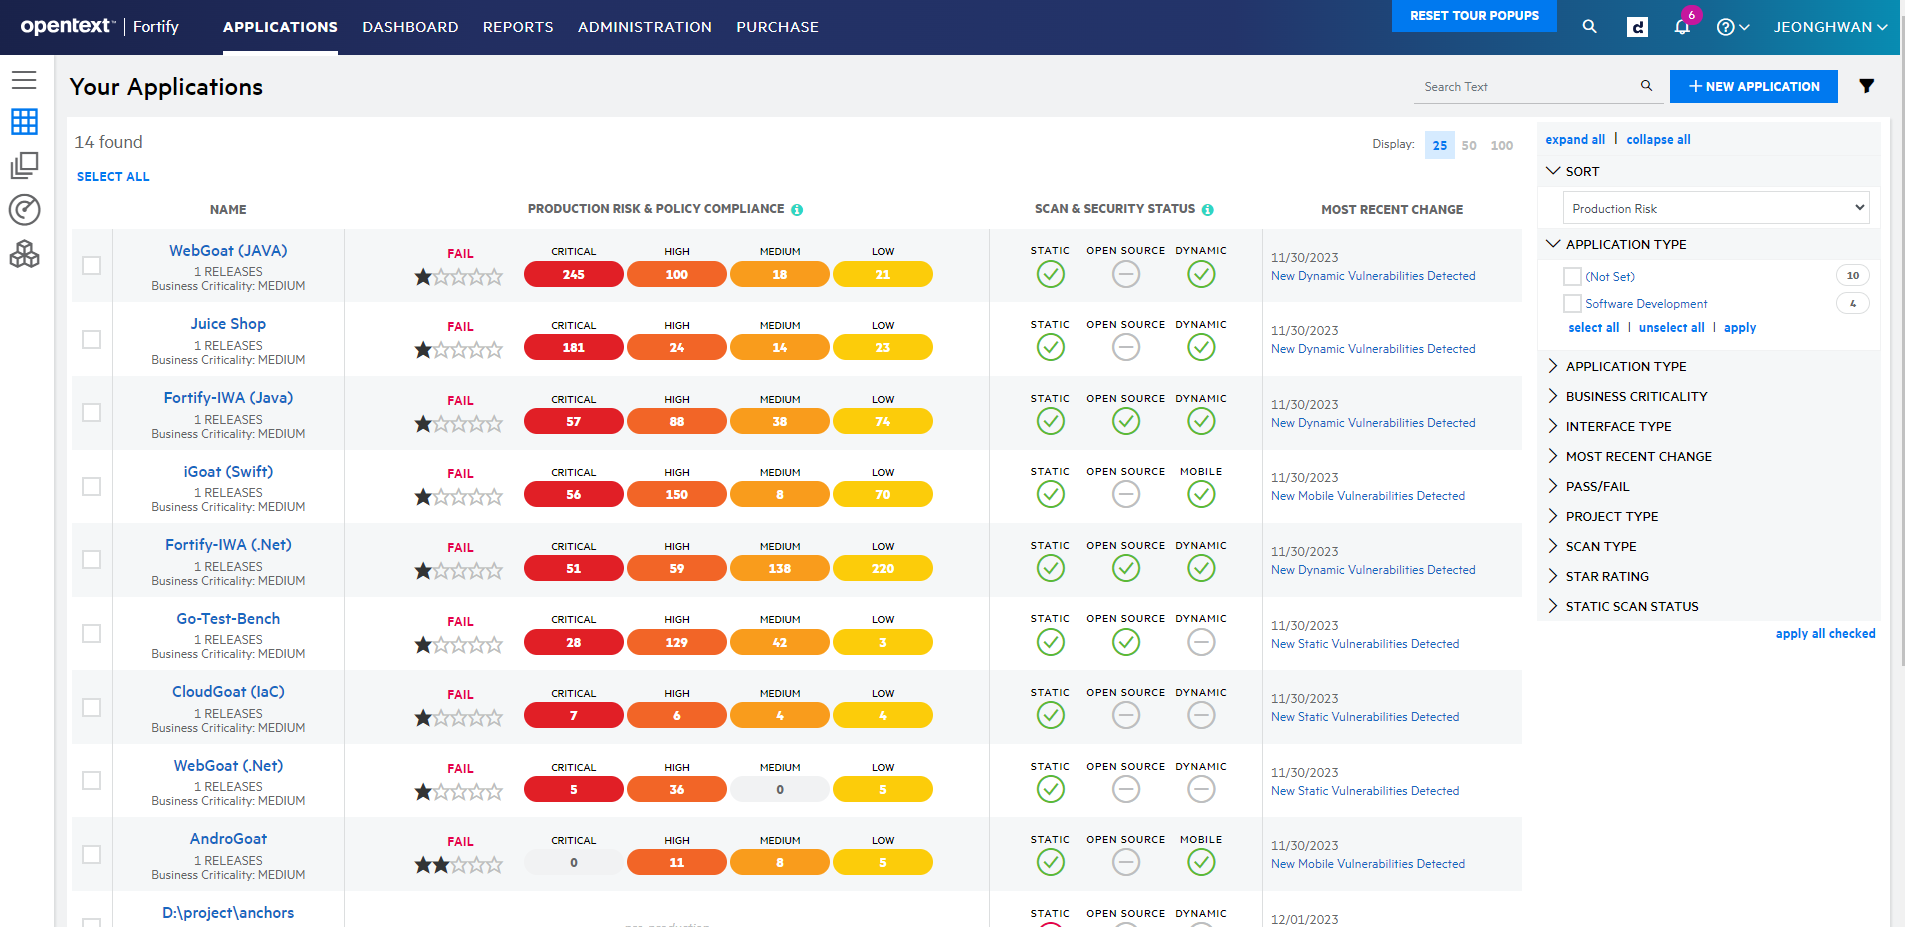 opentext™ | Fortify
APPLICATIONS DASHBOARD REPORTS ADMINISTRATION PURCHASE
RESET TOUR POPUPS
d
6
?
JEONGHWAN
Your Applications
Search Text
+ NEW APPLICATION
14 found
Display: 25 50 100
SELECT ALL
NAME PRODUCTION RISK & POLICY COMPLIANCE i SCAN & SECURITY STATUS i MOST RECENT CHANGE
WebGoat (JAVA)
1 RELEASES
Business Criticality: MEDIUM
FAIL
CRITICAL HIGH MEDIUM LOW
245 100 18 21
STATIC OPEN SOURCE DYNAMIC
11/30/2023
New Dynamic Vulnerabilities Detected
Juice Shop
1 RELEASES
Business Criticality: MEDIUM
FAIL
CRITICAL HIGH MEDIUM LOW
181 24 14 23
STATIC OPEN SOURCE DYNAMIC
11/30/2023
New Dynamic Vulnerabilities Detected
Fortify-IWA (Java)
1 RELEASES
Business Criticality: MEDIUM
FAIL
CRITICAL HIGH MEDIUM LOW
57 88 38 74
STATIC OPEN SOURCE DYNAMIC
11/30/2023
New Dynamic Vulnerabilities Detected
iGoat (Swift)
1 RELEASES
Business Criticality: MEDIUM
FAIL
CRITICAL HIGH MEDIUM LOW
56 150 8 70
STATIC OPEN SOURCE MOBILE
11/30/2023
New Mobile Vulnerabilities Detected
Fortify-IWA (.Net)
1 RELEASES
Business Criticality: MEDIUM
FAIL
CRITICAL HIGH MEDIUM LOW
51 59 138 220
STATIC OPEN SOURCE DYNAMIC
11/30/2023
New Dynamic Vulnerabilities Detected
Go-Test-Bench
1 RELEASES
Business Criticality: MEDIUM
FAIL
CRITICAL HIGH MEDIUM LOW
28 129 42 3
STATIC OPEN SOURCE DYNAMIC
11/30/2023
New Static Vulnerabilities Detected
CloudGoat (IaC)
1 RELEASES
Business Criticality: MEDIUM
FAIL
CRITICAL HIGH MEDIUM LOW
7 6 4 4
STATIC OPEN SOURCE DYNAMIC
11/30/2023
New Static Vulnerabilities Detected
WebGoat (.Net)
1 RELEASES
Business Criticality: MEDIUM
FAIL
CRITICAL HIGH MEDIUM LOW
5 36 0 5
STATIC OPEN SOURCE DYNAMIC
11/30/2023
New Static Vulnerabilities Detected
AndroGoat
1 RELEASES
Business Criticality: MEDIUM
FAIL
CRITICAL HIGH MEDIUM LOW
0 11 8 5
STATIC OPEN SOURCE MOBILE
11/30/2023
New Mobile Vulnerabilities Detected
D:\project\anchors
pre-production
STATIC OPEN SOURCE DYNAMIC
12/01/2023
expand all | collapse all
SORT
Production Risk
APPLICATION TYPE
(Not Set) 10
Software Development 4
select all | unselect all | apply
APPLICATION TYPE
BUSINESS CRITICALITY
INTERFACE TYPE
MOST RECENT CHANGE
PASS/FAIL
PROJECT TYPE
SCAN TYPE
STAR RATING
STATIC SCAN STATUS
apply all checked